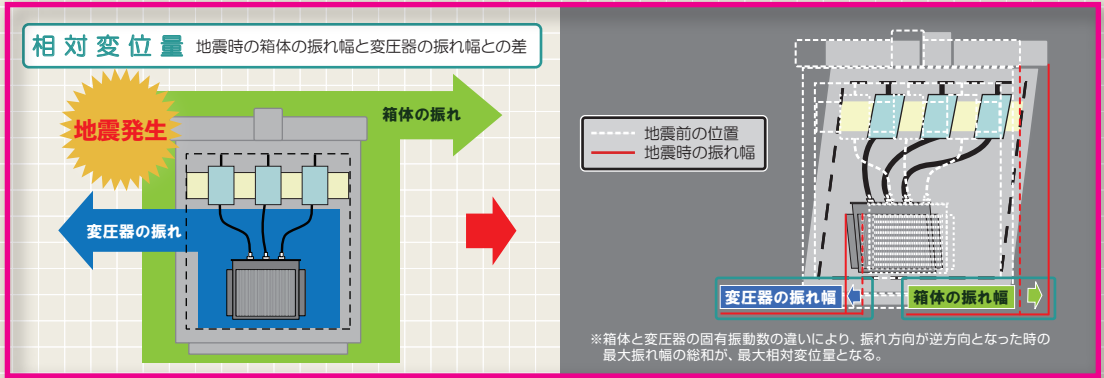 相対変位量 地震時の箱体の振れ幅と変圧器の振れ幅との差
地震発生
箱体の振れ
変圧器の振れ
地震前の位置
地震時の振れ幅
変圧器の振れ幅
箱体の振れ幅
※箱体と変圧器の固有振動数の違いにより、振れ方向が逆方向となった時の
最大振れ幅の総和が、最大相対変位量となる。